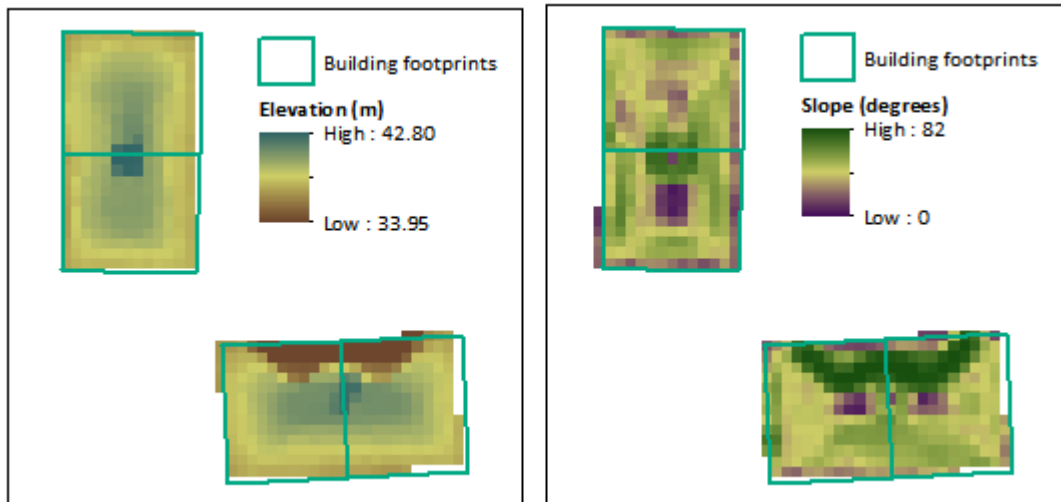 Building footprints
Elevation (m)
High : 42.80
Low : 33.95
Building footprints
Slope (degrees)
High : 82
Low : 0